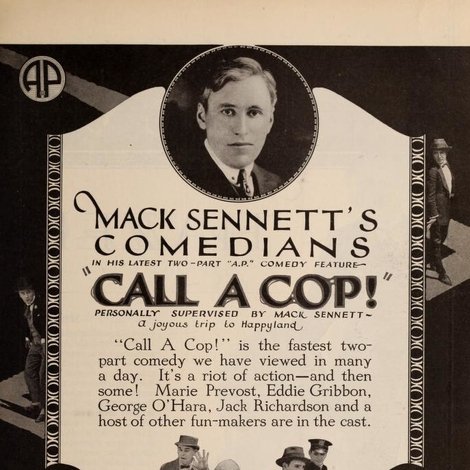 AP
MACK SENNETT'S
COMEDIANS
IN HIS LATEST TWO-PART "A.P." COMEDY FEATURE—
"CALL A COP!"
PERSONALLY SUPERVISED BY MACK SENNETT~
a joyous trip to Happyland
"Call A Cop!" is the fastest two-
part comedy we have viewed in many
a day. It's a riot of action—and then
some! Marie Prevost, Eddie Gribbon,
George O'Hara, Jack Richardson and a
host of other fun-makers are in the cast.